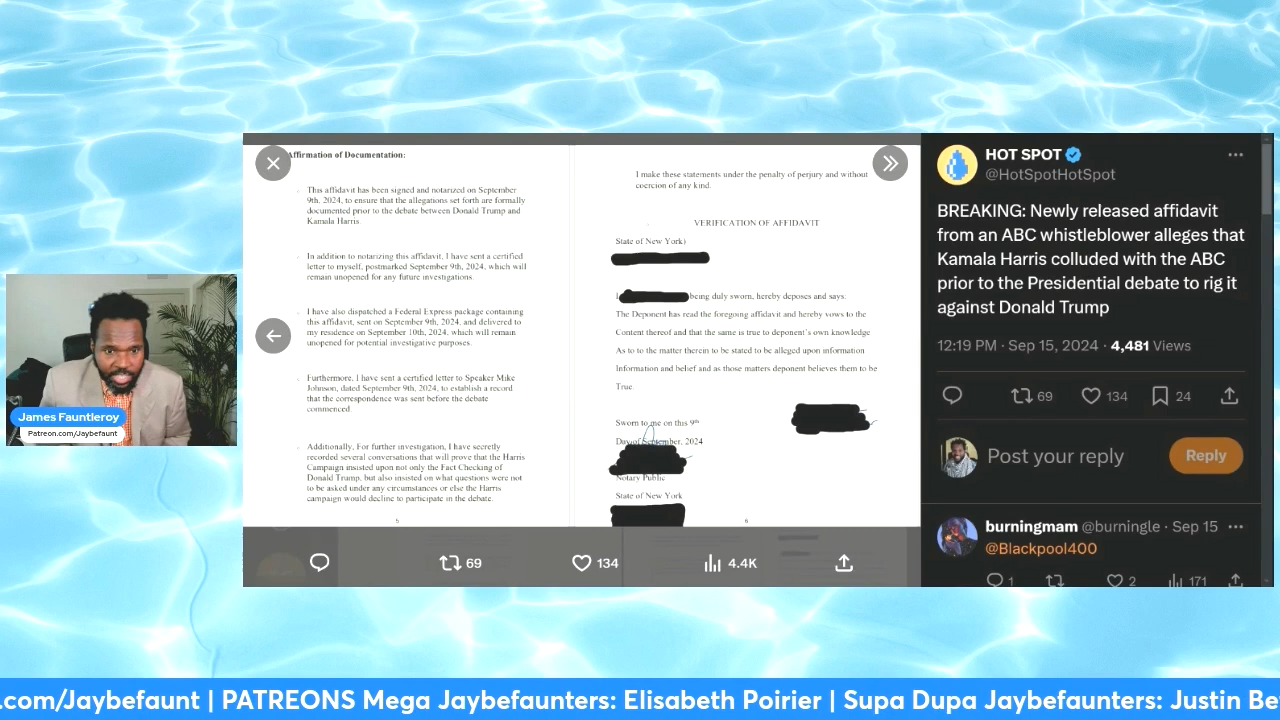 Affirmation of Documentation:
This affidavit has been signed and notarized on September
9th, 2024, to ensure that the allegations set forth are formally
documented prior to the debate between Donald Trump and
Kamala Harris.
In addition to notarizing this affidavit, I have sent a certified
letter to myself, postmarked September 9th, 2024, which will
remain unopened for any future investigations.
I have also dispatched a Federal Express package containing
this affidavit, sent on September 9th, 2024, and delivered to
my residence on September 10th, 2024, which will remain
unopened for potential investigative purposes.
Furthermore, I have sent a certified letter to Speaker Mike
Johnson, dated September 9th, 2024, to establish a record
that the correspondence was sent before the debate
commenced.
Additionally, For further investigation, I have secretly
recorded several conversations that will prove that the Harris
Campaign insisted upon not only the Fact Checking of
Donald Trump, but also insisted on what questions were not
to be asked under any circumstances or else the Harris
campaign would decline to participate in the debate.
5
I make these statements under the penalty of perjury and without
coercion of any kind.
VERIFICATION OF AFFIDAVIT
State of New York)
I being duly sworn, hereby deposes and says:
The Deponent has read the foregoing affidavit and hereby vows to the
Content thereof and that the same is true to deponent's own knowledge
As to to the matter therein to be stated to be alleged upon information
Information and belief and as those matters deponent believes them to be
True.
Sworn to me on this 9th
Day of September, 2024
Notary Public
State of New York
6
69
134
4.4K
HOT SPOT
@HotSpotHotSpot
BREAKING: Newly released affidavit
from an ABC whistleblower alleges that
Kamala Harris colluded with the ABC
prior to the Presidential debate to rig it
against Donald Trump
12:19 PM · Sep 15, 2024 · 4,481 Views
69 134 24
Post your reply
Reply
burningmam @burningle · Sep 15
@Blackpool400
1 2 171
James Fauntleroy
Patreon.com/Jaybefaunt
.com/Jaybefaunt | PATREONS Mega Jaybefaunters: Elisabeth Poirier | Supa Dupa Jaybefaunters: Justin Be